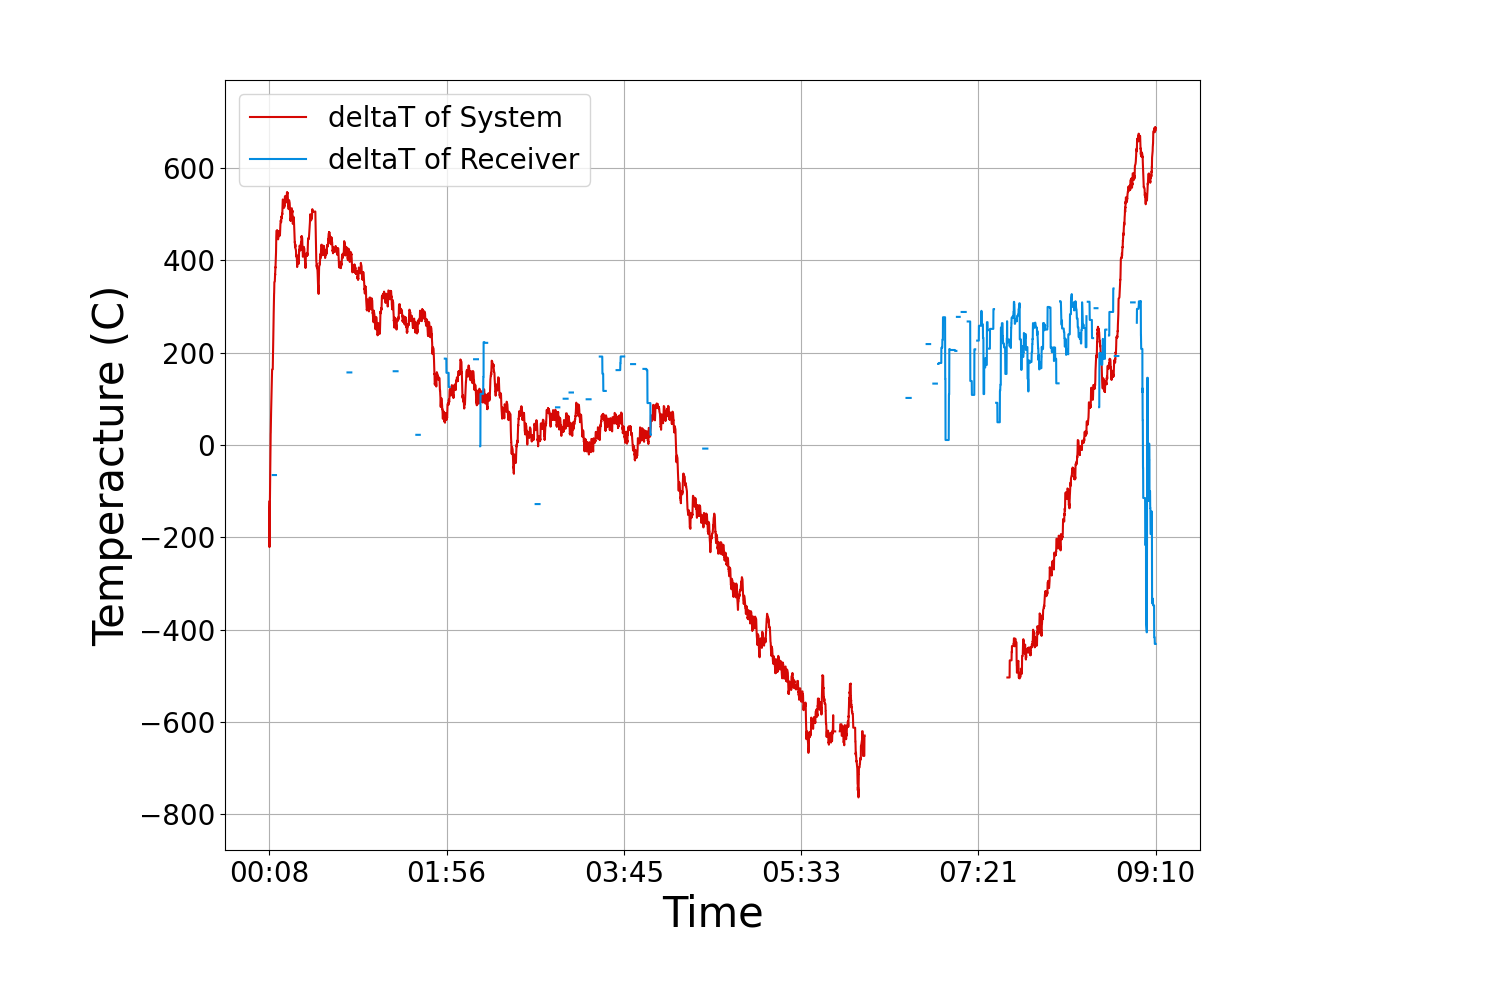 deltaT of System
deltaT of Receiver
Temperacture (C)
600
400
200
0
−200
−400
−600
−800
00:08 01:56 03:45 05:33 07:21 09:10
Time